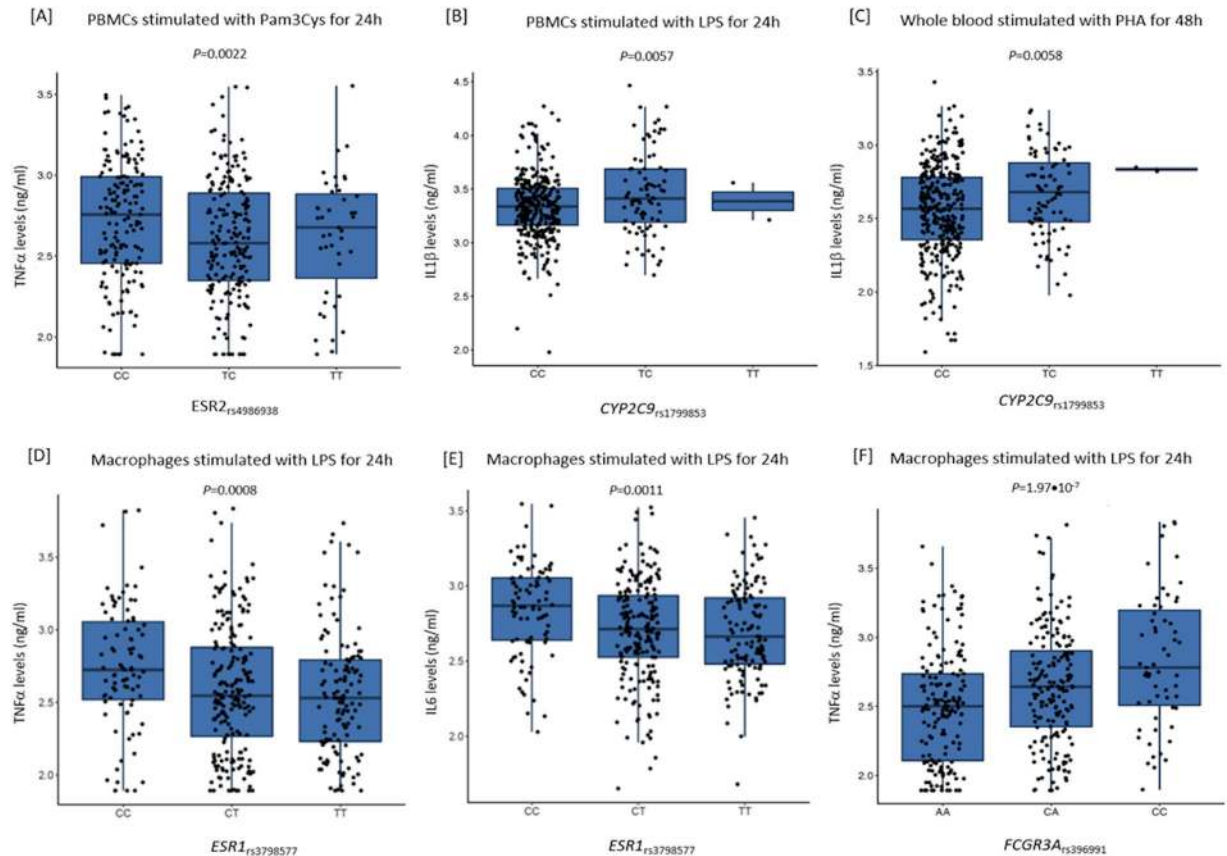 [A]
PBMCs stimulated with Pam3Cys for 24h
P=0.0022
TNFα levels (ng/ml)
3.5
3.0
2.5
2.0
CC TC TT
ESR2rs4986938
[B]
PBMCs stimulated with LPS for 24h
P=0.0057
IL1β levels (ng/ml)
4.5
4.0
3.5
3.0
2.5
2.0
CC TC TT
CYP2C9rs1799853
[C]
Whole blood stimulated with PHA for 48h
P=0.0058
IL1β levels (ng/ml)
3.5
3.0
2.5
2.0
1.5
CC TC TT
CYP2C9rs1799853
[D]
Macrophages stimulated with LPS for 24h
P=0.0008
TNFα levels (ng/ml)
3.5
3.0
2.5
2.0
CC CT TT
ESR1rs3798577
[E]
Macrophages stimulated with LPS for 24h
P=0.0011
IL6 levels (ng/ml)
3.5
3.0
2.5
2.0
CC CT TT
ESR1rs3798577
[F]
Macrophages stimulated with LPS for 24h
P=1.97•10-7
TNFα levels (ng/ml)
3.5
3.0
2.5
2.0
AA CA CC
FCGR3Ars396991